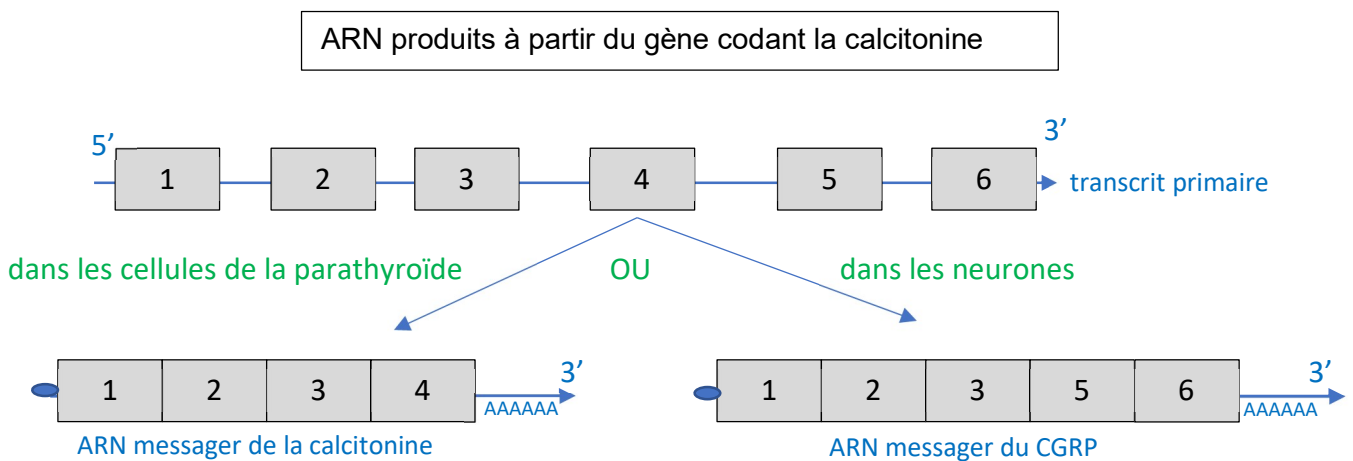 ARN produits à partir du gène codant la calcitonine
5’ 3’
1 2 3 4 5 6 transcrit primaire
dans les cellules de la parathyroïde OU dans les neurones
1 2 3 4 3’
AAAAAA
ARN messager de la calcitonine
1 2 3 5 6 3’
AAAAAA
ARN messager du CGRP